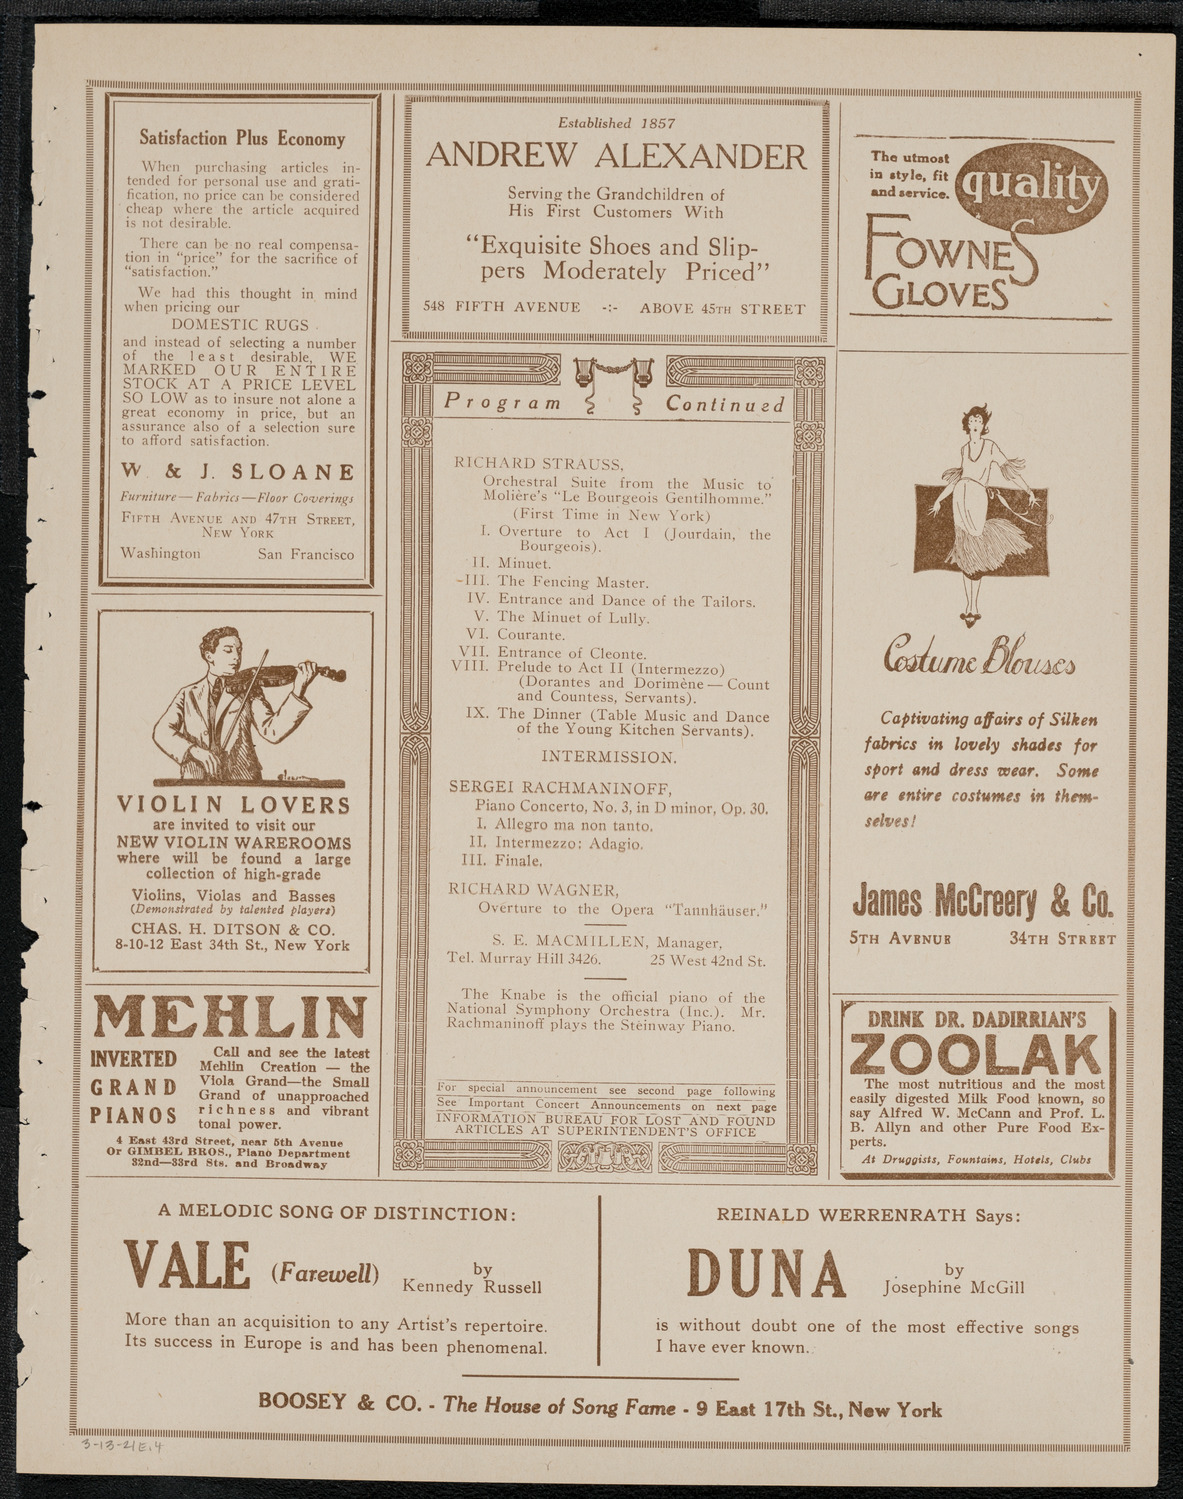 Satisfaction Plus Economy
When purchasing articles in-
tended for personal use and grati-
fication, no price can be considered
cheap where the article acquired
is not desirable.
There can be no real compensa-
tion in "price" for the sacrifice of
"satisfaction."
We had this thought in mind
when pricing our
DOMESTIC RUGS
and instead of selecting a number
of the least desirable, WE
MARKED OUR ENTIRE
STOCK AT A PRICE LEVEL
SO LOW as to insure not alone a
great economy in price, but an
assurance also of a selection sure
to afford satisfaction.
W. & J. SLOANE
Furniture — Fabrics — Floor Coverings
FIFTH AVENUE AND 47TH STREET,
NEW YORK
Washington San Francisco
VIOLIN LOVERS
are invited to visit our
NEW VIOLIN WAREROOMS
where will be found a large
collection of high-grade
Violins, Violas and Basses
(Demonstrated by talented players)
CHAS. H. DITSON & CO.
8-10-12 East 34th St., New York
MEHLIN
INVERTED
GRAND
PIANOS
Call and see the latest
Mehlin Creation — the
Viola Grand—the Small
Grand of unapproached
richness and vibrant
tonal power.
4 East 43rd Street, near 5th Avenue
Or GIMBEL BROS., Piano Department
32nd—33rd Sts. and Broadway
Established 1857
ANDREW ALEXANDER
Serving the Grandchildren of
His First Customers With
"Exquisite Shoes and Slip-
pers Moderately Priced"
548 FIFTH AVENUE -:- ABOVE 45TH STREET
Program Continued
RICHARD STRAUSS,
Orchestral Suite from the Music to
Molière's "Le Bourgeois Gentilhomme."
(First Time in New York)
I. Overture to Act I (Jourdain, the
Bourgeois).
II. Minuet.
III. The Fencing Master.
IV. Entrance and Dance of the Tailors.
V. The Minuet of Lully.
VI. Courante.
VII. Entrance of Cleonte.
VIII. Prelude to Act II (Intermezzo)
(Dorantes and Dorimène — Count
and Countess, Servants).
IX. The Dinner (Table Music and Dance
of the Young Kitchen Servants).
INTERMISSION.
SERGEI RACHMANINOFF,
Piano Concerto, No. 3, in D minor, Op. 30.
I. Allegro ma non tanto.
II. Intermezzo: Adagio.
III. Finale.
RICHARD WAGNER,
Overture to the Opera "Tannhäuser."
S. E. MACMILLEN, Manager,
Tel. Murray Hill 3426. 25 West 42nd St.
The Knabe is the official piano of the
National Symphony Orchestra (Inc.). Mr.
Rachmaninoff plays the Steinway Piano.
For special announcement see second page following
See Important Concert Announcements on next page
INFORMATION BUREAU FOR LOST AND FOUND
ARTICLES AT SUPERINTENDENT'S OFFICE
The utmost
in style, fit
and service.
quality
FOWNES
GLOVES
Costume Blouses
Captivating affairs of Silken
fabrics in lovely shades for
sport and dress wear. Some
are entire costumes in them-
selves!
James McCreery & Co.
5TH AVENUE 34TH STREET
DRINK DR. DADIRRIAN'S
ZOOLAK
The most nutritious and the most
easily digested Milk Food known, so
say Alfred W. McCann and Prof. L.
B. Allyn and other Pure Food Ex-
perts.
At Druggists, Fountains, Hotels, Clubs
A MELODIC SONG OF DISTINCTION:
VALE (Farewell) by
Kennedy Russell
More than an acquisition to any Artist's repertoire.
Its success in Europe is and has been phenomenal.
REINALD WERRENRATH Says:
DUNA by
Josephine McGill
is without doubt one of the most effective songs
I have ever known.
BOOSEY & CO. - The House of Song Fame - 9 East 17th St., New York
3-13-21E.4